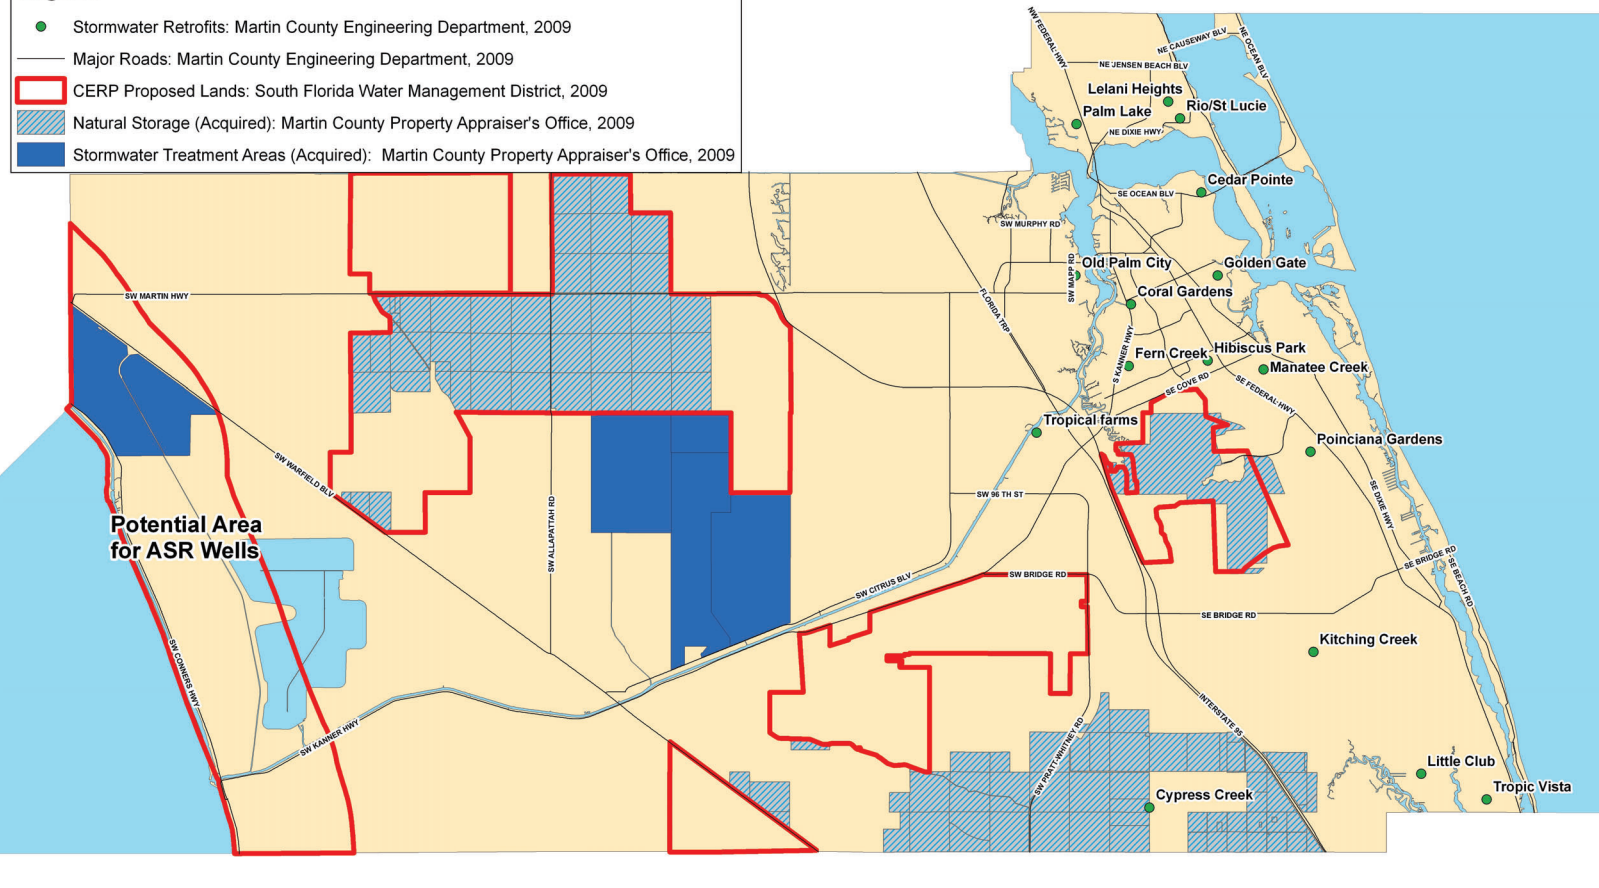 Stormwater Retrofits: Martin County Engineering Department, 2009
Major Roads: Martin County Engineering Department, 2009
CERP Proposed Lands: South Florida Water Management District, 2009
Natural Storage (Acquired): Martin County Property Appraiser's Office, 2009
Stormwater Treatment Areas (Acquired): Martin County Property Appraiser's Office, 2009
NW FEDERAL HWY
NE CAUSEWAY BLV
NE OCEAN BLV
NE JENSEN BEACH BLV
Lelani Heights
Rio/St Lucie
Palm Lake
NE DIXIE HWY
Cedar Pointe
SE OCEAN BLV
SW MURPHY RD
Old Palm City
Golden Gate
SW MAPP RD
Coral Gardens
SW MARTIN HWY
FLORIDA TRP
S KANNER HWY
Fern Creek
Hibiscus Park
Manatee Creek
SE COVE RD
SE FEDERAL HWY
Tropical farms
Poinciana Gardens
SW WARFIELD BLV
SW 96 TH ST
SE DIXIE HWY
Potential Area
for ASR Wells
SW ALLAPATTAH RD
SW CITRUS BLV
SW BRIDGE RD
SE BRIDGE RD
SE BEACH RD
SE BRIDGE RD
Kitching Creek
SW CONNERS HWY
SW KANNER HWY
INTERSTATE 95
SW PRATT-WHITNEY RD
Little Club
Tropic Vista
Cypress Creek